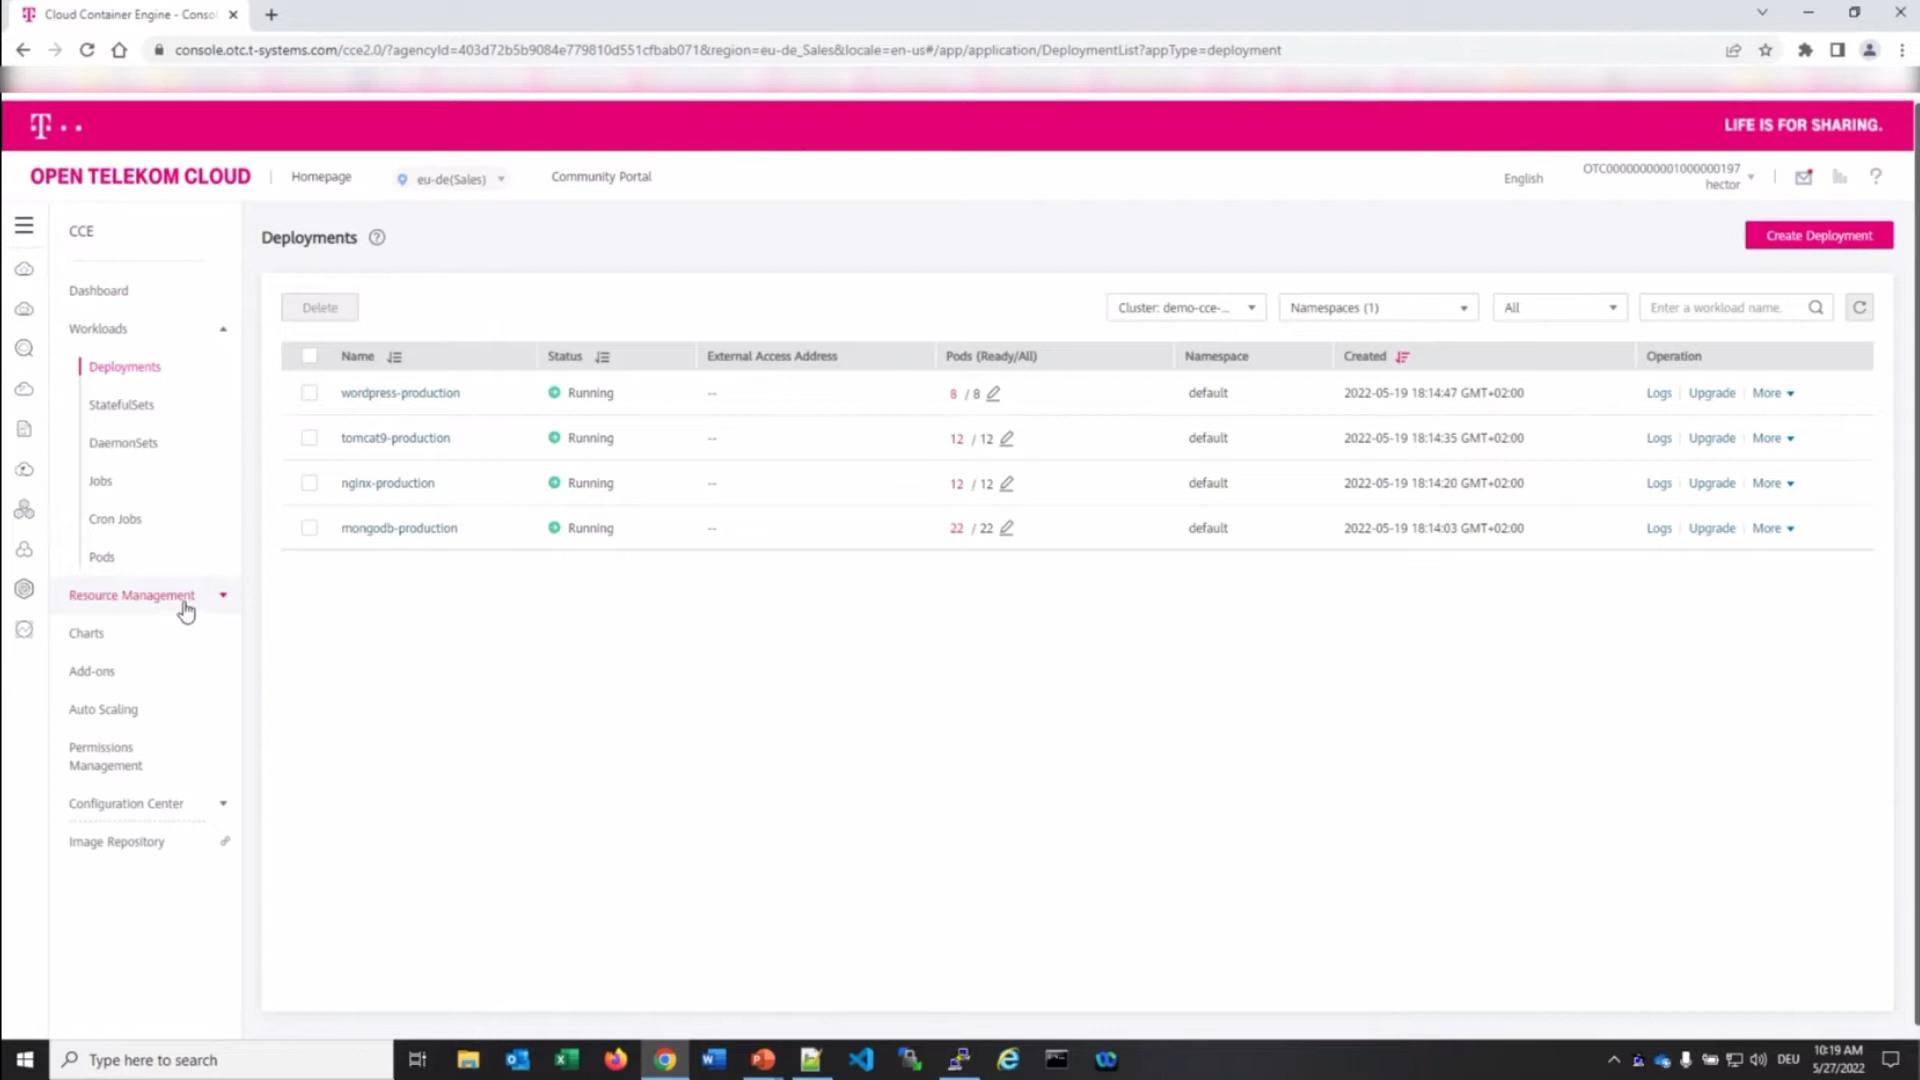 Cloud Container Engine - Conso
console.otc.t-systems.com/cce2.0/?agencyId=403d72b5b9084e779810d551cfbab071&region=eu-de_Sales&locale=en-us#/app/application/DeploymentList?appType=deployment
T
LIFE IS FOR SHARING.
OPEN TELEKOM CLOUD
Homepage
eu-de(Sales)
Community Portal
English
OTC00000000001000000197
hector
CCE
Dashboard
Workloads
Deployments
StatefulSets
DaemonSets
Jobs
Cron Jobs
Pods
Resource Management
Charts
Add-ons
Auto Scaling
Permissions
Management
Configuration Center
Image Repository
Deployments
Create Deployment
Delete
Cluster: demo-cce-...
Namespaces (1)
All
Enter a workload name.
Name Status External Access Address Pods (Ready/All) Namespace Created Operation
wordpress-production Running -- 8 / 8 default 2022-05-19 18:14:47 GMT+02:00 Logs Upgrade More
tomcat9-production Running -- 12 / 12 default 2022-05-19 18:14:35 GMT+02:00 Logs Upgrade More
nginx-production Running -- 12 / 12 default 2022-05-19 18:14:20 GMT+02:00 Logs Upgrade More
mongodb-production Running -- 22 / 22 default 2022-05-19 18:14:03 GMT+02:00 Logs Upgrade More
Type here to search
DEU
10:19 AM
5/27/2022